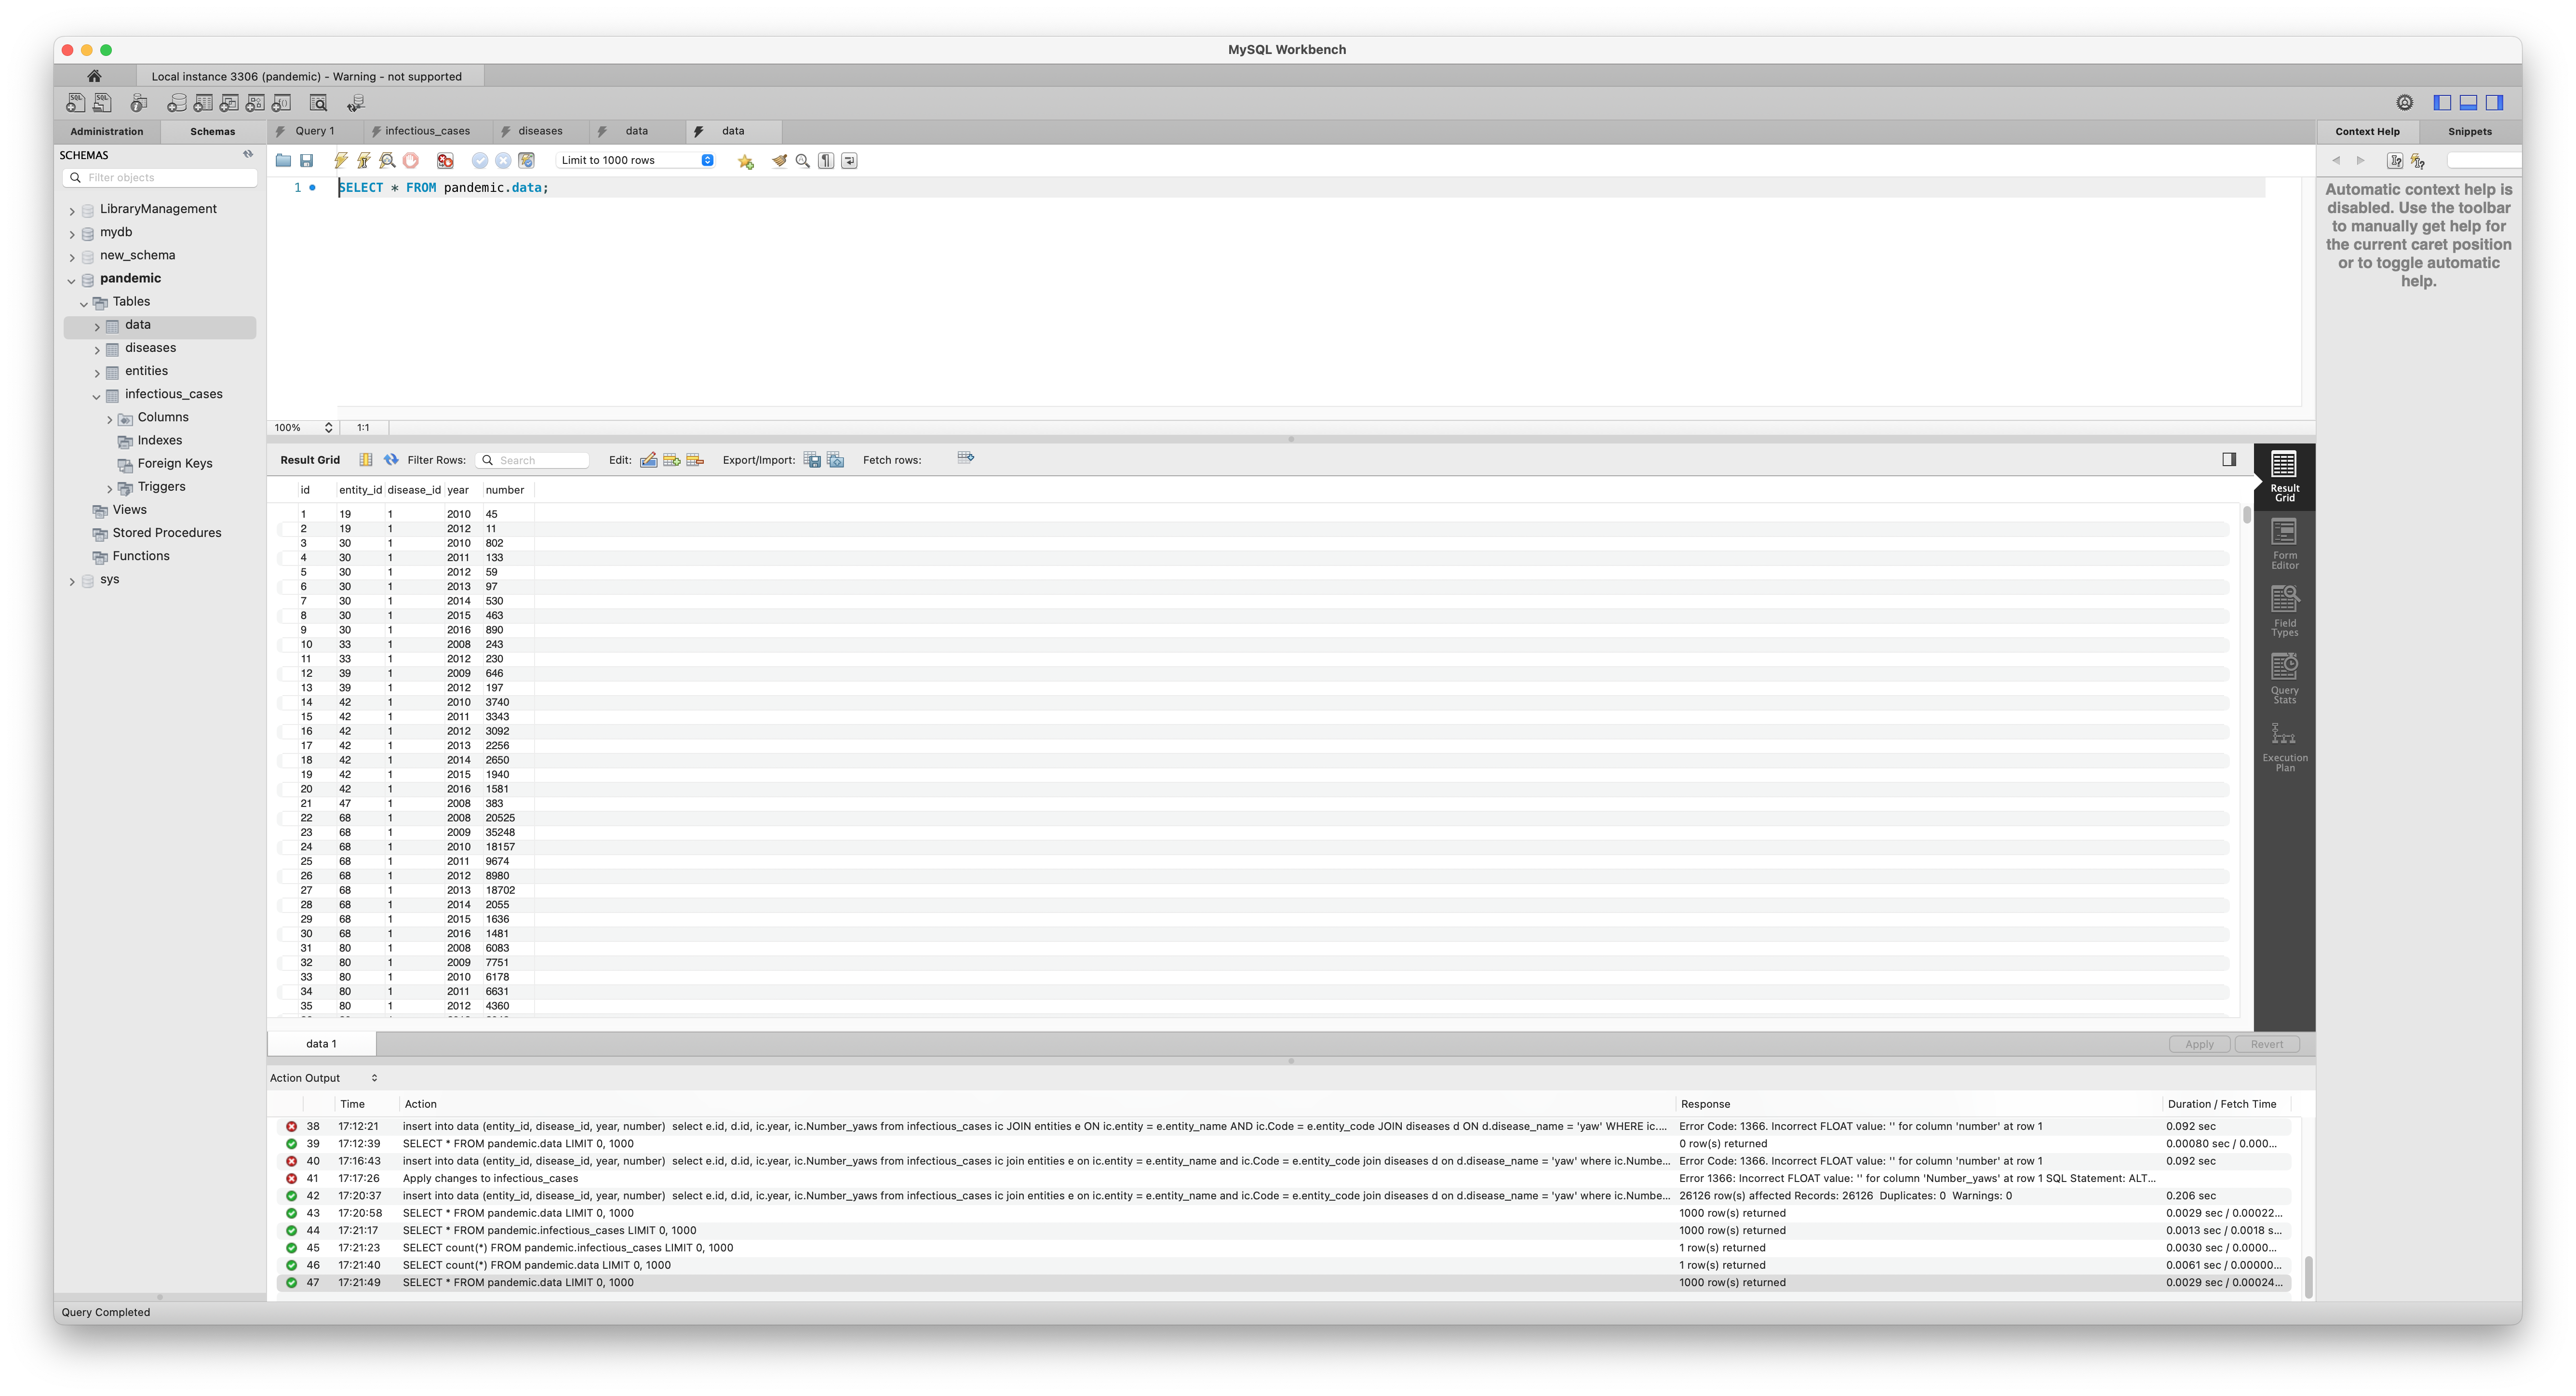 MySQL Workbench
Local instance 3306 (pandemic) - Warning - not supported
Administration
Schemas
Query 1
infectious_cases
diseases
data
data
Context Help
Snippets
SCHEMAS
Filter objects
LibraryManagement
mydb
new_schema
pandemic
Tables
data
diseases
entities
infectious_cases
Columns
Indexes
Foreign Keys
Triggers
Views
Stored Procedures
Functions
sys
Limit to 1000 rows
1 SELECT * FROM pandemic.data;
Automatic context help is
disabled. Use the toolbar
to manually get help for
the current caret position
or to toggle automatic
help.
100% 1:1
Result Grid Filter Rows: Search Edit: Export/Import: Fetch rows:
id entity_id disease_id year number
1 19 1 2010 45
2 19 1 2012 11
3 30 1 2010 802
4 30 1 2011 133
5 30 1 2012 59
6 30 1 2013 97
7 30 1 2014 530
8 30 1 2015 463
9 30 1 2016 890
10 33 1 2008 243
11 33 1 2012 230
12 39 1 2009 646
13 39 1 2012 197
14 42 1 2010 3740
15 42 1 2011 3343
16 42 1 2012 3092
17 42 1 2013 2256
18 42 1 2014 2650
19 42 1 2015 1940
20 42 1 2016 1581
21 47 1 2008 383
22 68 1 2008 20525
23 68 1 2009 35248
24 68 1 2010 18157
25 68 1 2011 9674
26 68 1 2012 8980
27 68 1 2013 18702
28 68 1 2014 2055
29 68 1 2015 1636
30 68 1 2016 1481
31 80 1 2008 6083
32 80 1 2009 7751
33 80 1 2010 6178
34 80 1 2011 6631
35 80 1 2012 4360
Result
Grid
Form
Editor
Field
Types
Query
Stats
Execution
Plan
data 1
Apply
Revert
Action Output
Time Action Response Duration / Fetch Time
38 17:12:21 insert into data (entity_id, disease_id, year, number) select e.id, d.id, ic.year, ic.Number_yaws from infectious_cases ic JOIN entities e ON ic.entity = e.entity_name AND ic.Code = e.entity_code JOIN diseases d ON d.disease_name = 'yaw' WHERE ic.... Error Code: 1366. Incorrect FLOAT value: '' for column 'number' at row 1 0.092 sec
39 17:12:39 SELECT * FROM pandemic.data LIMIT 0, 1000 0 row(s) returned 0.00080 sec / 0.000...
40 17:16:43 insert into data (entity_id, disease_id, year, number) select e.id, d.id, ic.year, ic.Number_yaws from infectious_cases ic join entities e on ic.entity = e.entity_name and ic.Code = e.entity_code join diseases d on d.disease_name = 'yaw' where ic.Numbe... Error Code: 1366. Incorrect FLOAT value: '' for column 'number' at row 1 0.092 sec
41 17:17:26 Apply changes to infectious_cases Error 1366: Incorrect FLOAT value: '' for column 'Number_yaws' at row 1 SQL Statement: ALT...
42 17:20:37 insert into data (entity_id, disease_id, year, number) select e.id, d.id, ic.year, ic.Number_yaws from infectious_cases ic join entities e on ic.entity = e.entity_name and ic.Code = e.entity_code join diseases d on d.disease_name = 'yaw' where ic.Numbe... 26126 row(s) affected Records: 26126 Duplicates: 0 Warnings: 0 0.206 sec
43 17:20:58 SELECT * FROM pandemic.data LIMIT 0, 1000 1000 row(s) returned 0.0029 sec / 0.00022...
44 17:21:17 SELECT * FROM pandemic.infectious_cases LIMIT 0, 1000 1000 row(s) returned 0.0013 sec / 0.0018 s...
45 17:21:23 SELECT count(*) FROM pandemic.infectious_cases LIMIT 0, 1000 1 row(s) returned 0.0030 sec / 0.0000...
46 17:21:40 SELECT count(*) FROM pandemic.data LIMIT 0, 1000 1 row(s) returned 0.0061 sec / 0.00000...
47 17:21:49 SELECT * FROM pandemic.data LIMIT 0, 1000 1000 row(s) returned 0.0029 sec / 0.00024...
Query Completed